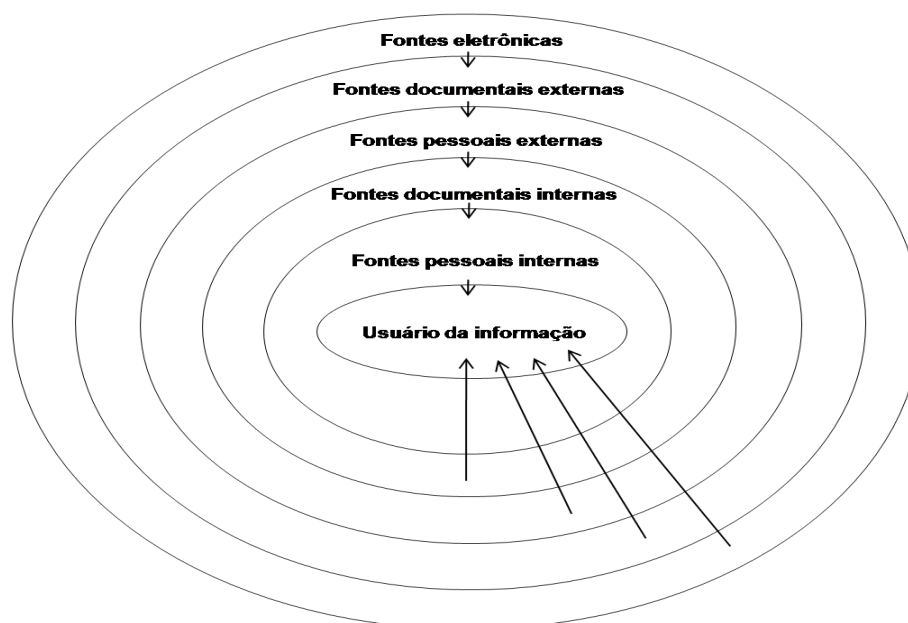 Fontes eletrônicas
Fontes documentais externas
Fontes pessoais externas
Fontes documentais internas
Fontes pessoais internas
Usuário da informação